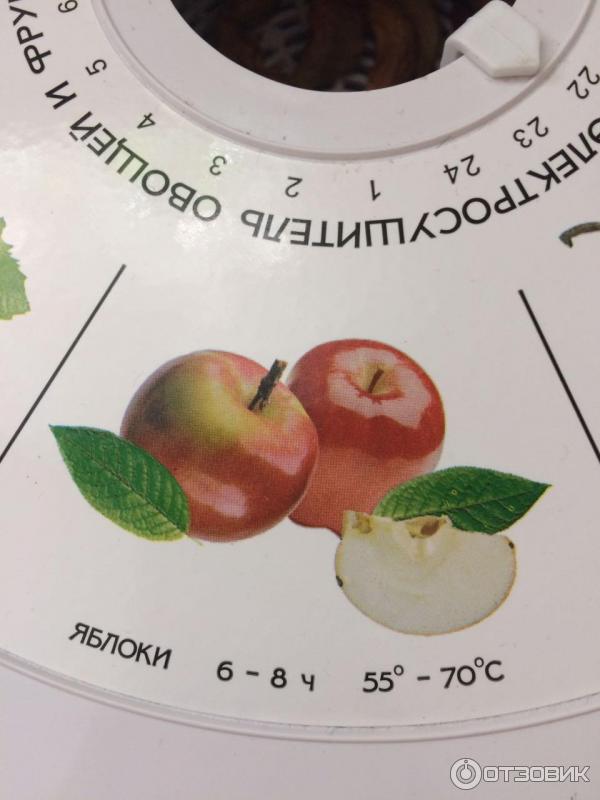 ЭЛЕКТРОСУШИТЕЛЬ ОВОЩЕЙ И ФРУ
22 23 24 1 2 3 4 5 6
ЯБЛОКИ 6 - 8 ч 55° - 70°С
ОТЗОВИК